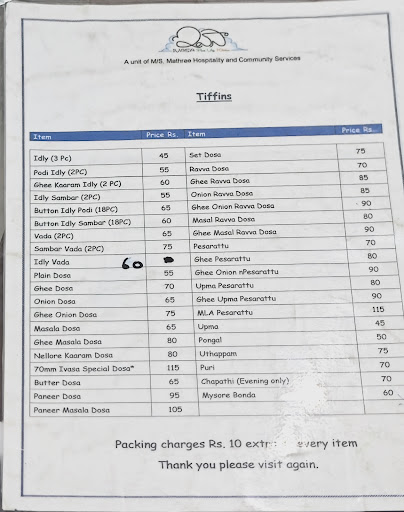 A unit of M/S. Mathree Hospitality and Community Services
Tiffins
Item Price Rs. Item Price Rs...
Idly (3 Pc) 45 Set Dosa 75
Podi Idly (2PC) 55 Ravva Dosa 70
Ghee Kaaram Idly (2 PC) 60 Ghee Ravva Dosa 85
Idly Sambar (2PC) 55 Onion Ravva Dosa 85
Button Idly Podi (18PC) 65 Ghee Onion Ravva Dosa 90
Button Idly Sambar (18PC) 60 Masal Ravva Dosa 80
Vada (2PC) 65 Ghee Masal Ravva Dosa 90
Sambar Vada (2PC) 75 Pesarattu 70
Idly Vada 60 Ghee Pesarattu 80
Plain Dosa 55 Ghee Onion nPesarattu 90
Ghee Dosa 70 Upma Pesarattu 80
Onion Dosa 65 Ghee Upma Pesarattu 90
Ghee Onion Dosa 75 MLA Pesarattu 115
Masala Dosa 65 Upma 45
Ghee Masala Dosa 80 Pongal 50
Nellore Kaaram Dosa 80 Uthappam 75
70mm Ivasa Special Dosa* 115 Puri 70
Butter Dosa 65 Chapathi (Evening only) 70
Paneer Dosa 95 Mysore Bonda 60
Paneer Masala Dosa 105
Packing charges Rs. 10 every item
Thank you please visit again.